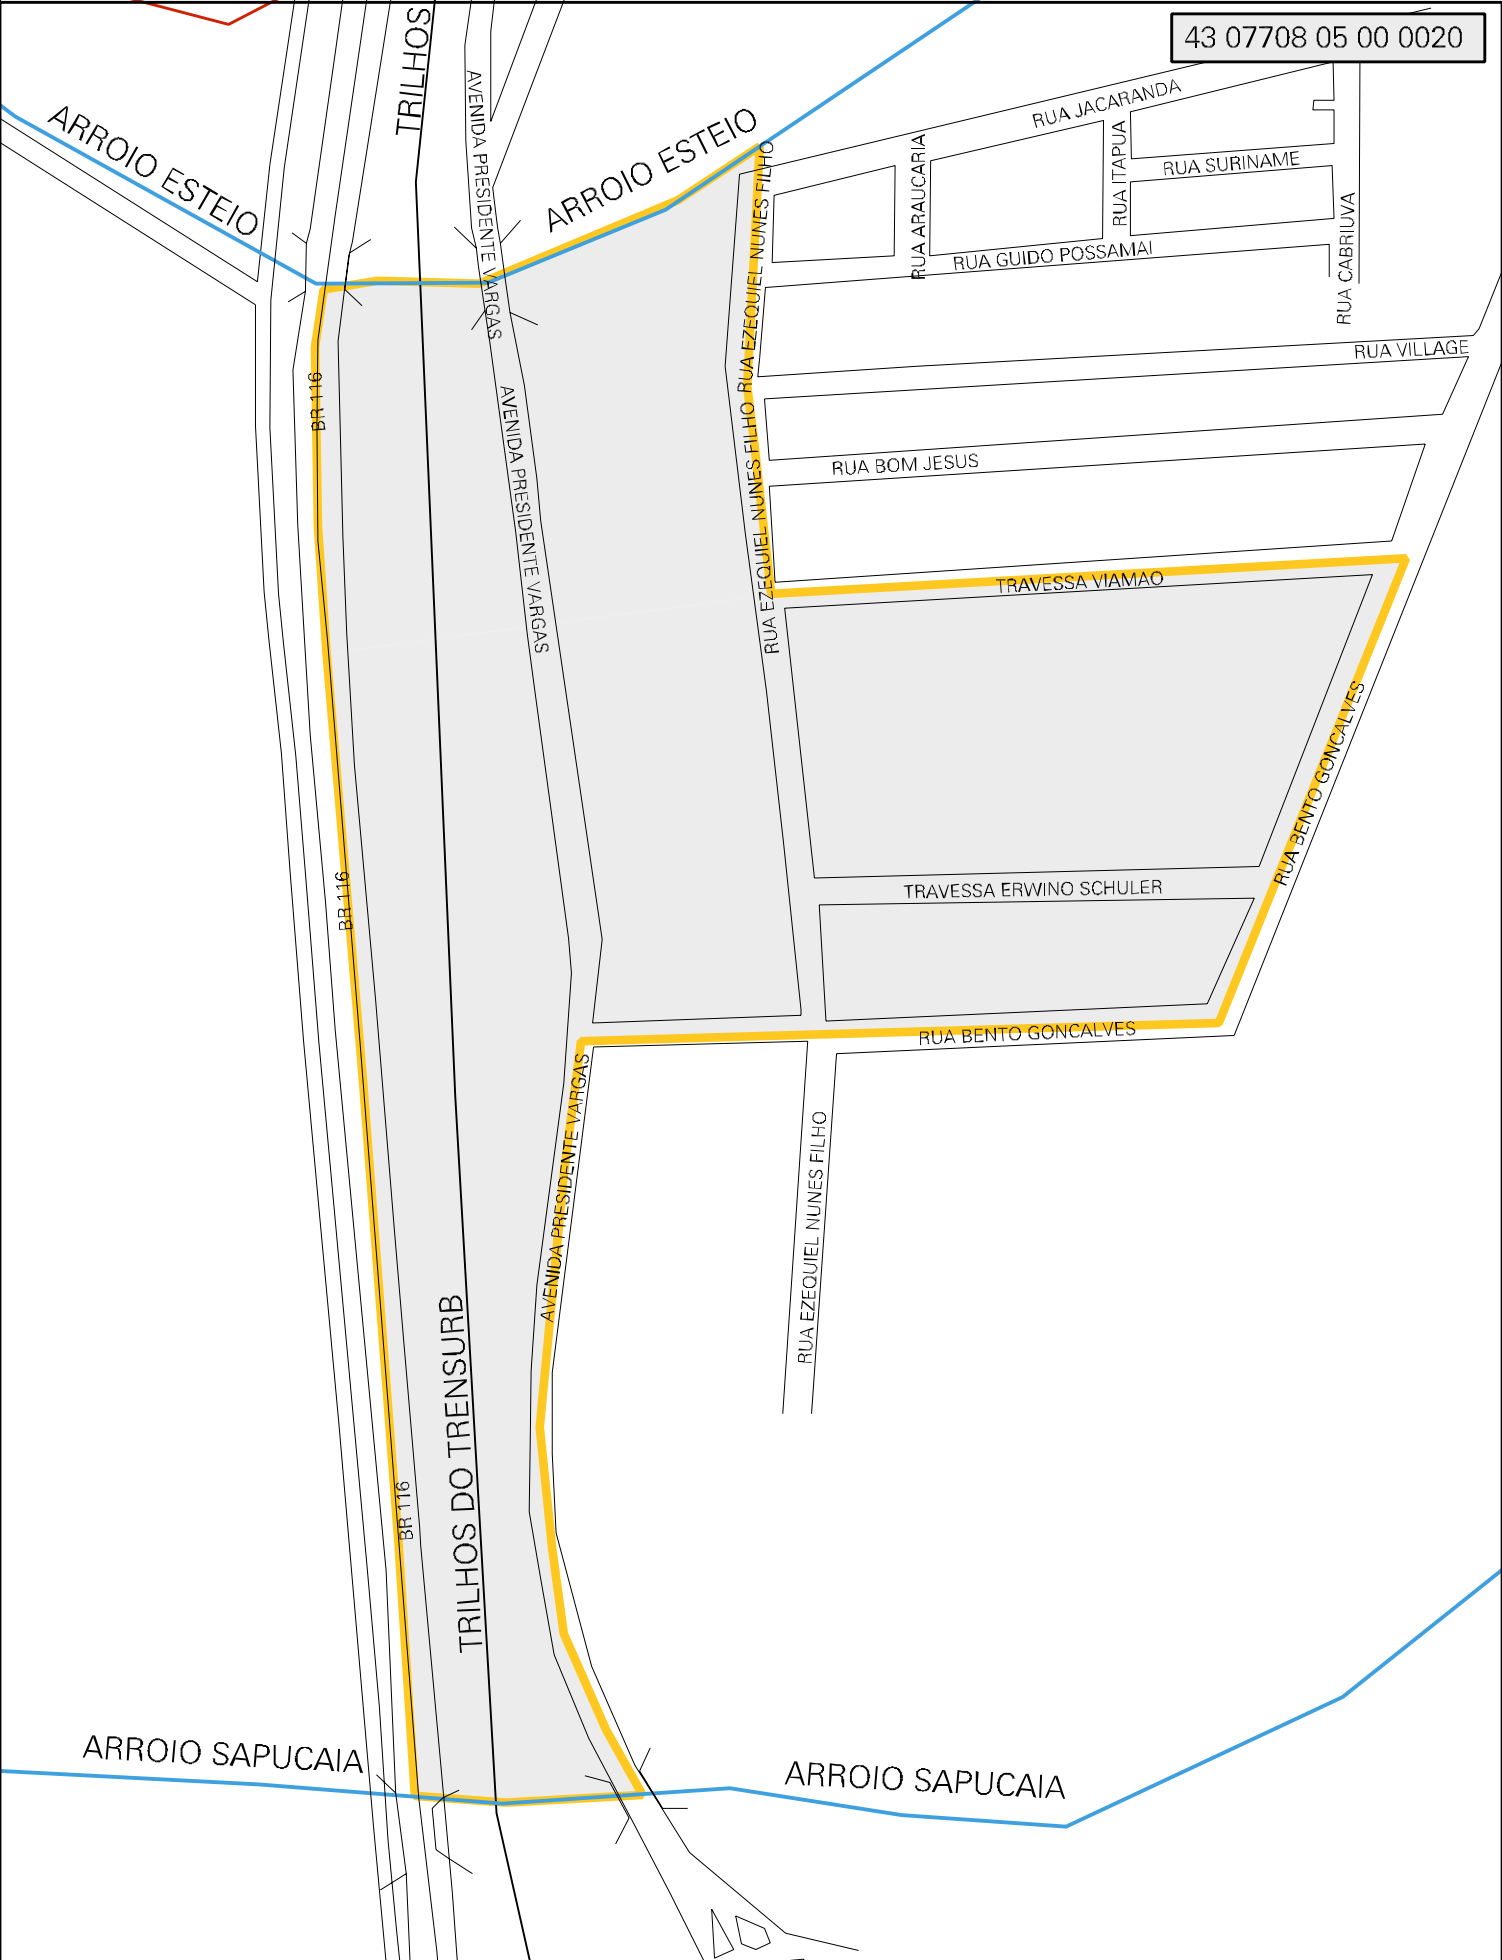 43 07708 05 00 0020
TRILHOS
AVENIDA PRESIDENTE VARGAS
ARROIO ESTEIO
ARROIO ESTEIO
RUA JACARANDA
RUA ITAPUA
RUA SURINAME
RUA ARAUCARIA
RUA GUIDO POSSAMAI
RUA CABRIUVA
RUA EZEQUIEL NUNES FILHO
RUA VILLAGE
BR 116
AVENIDA PRESIDENTE VARGAS
RUA EZEQUIEL NUNES FILHO
RUA BOM JESUS
TRAVESSA VIAMAO
RUA BENTO GONCALVES
BR 116
TRAVESSA ERWINO SCHULER
RUA BENTO GONCALVES
AVENIDA PRESIDENTE VARGAS
RUA EZEQUIEL NUNES FILHO
TRILHOS DO TRENSURB
BR 116
ARROIO SAPUCAIA
ARROIO SAPUCAIA